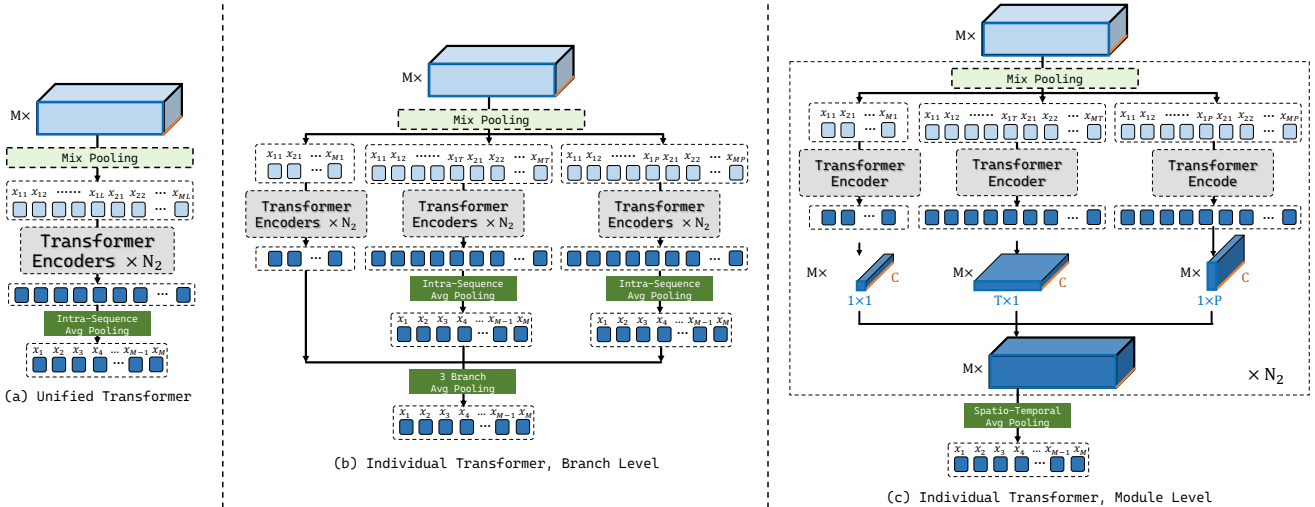 M×
Mix Pooling
x11 x12 ······ x1L x21 x22 ··· xML
···
Transformer
Encoders × N2
···
Intra-Sequence
Avg Pooling
x1 x2 x3 x4 ... xM−1 xM
···
(a) Unified Transformer
M×
Mix Pooling
x11 x21 ··· xM1
···
x11 x12 ······ x1T x21 x22 ··· xMT
···
x11 x12 ······ x1P x21 x22 ··· xMP
···
Transformer
Encoders × N2
Transformer
Encoders × N2
Transformer
Encoders × N2
···
···
···
Intra-Sequence
Avg Pooling
Intra-Sequence
Avg Pooling
x1 x2 x3 x4 ... xM−1 xM
···
x1 x2 x3 x4 ... xM−1 xM
···
3 Branch
Avg Pooling
x1 x2 x3 x4 ... xM−1 xM
···
(b) Individual Transformer, Branch Level
M×
Mix Pooling
x11 x21 ··· xM1
···
x11 x12 ······ x1T x21 x22 ··· xMT
···
x11 x12 ······ x1P x21 x22 ··· xMP
···
Transformer
Encoder
Transformer
Encoder
Transformer
Encode
···
···
···
M× C
1×1
M× C
T×1
M× C
1×P
M×
× N2
Spatio-Temporal
Avg Pooling
x1 x2 x3 x4 ... xM−1 xM
···
(c) Individual Transformer, Module Level